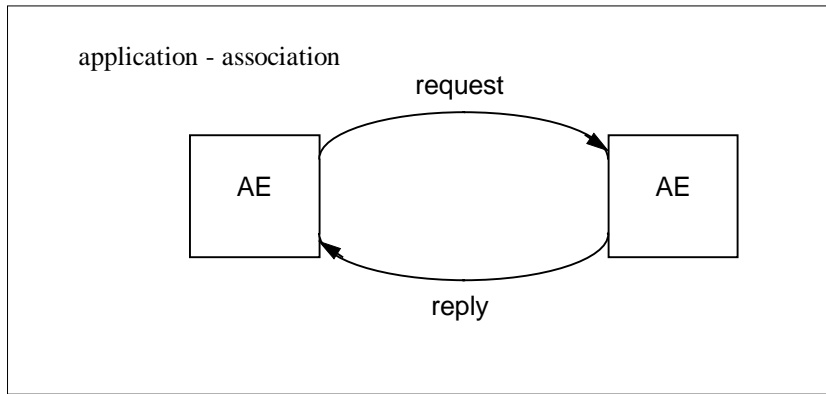 application - association
request
AE
AE
reply